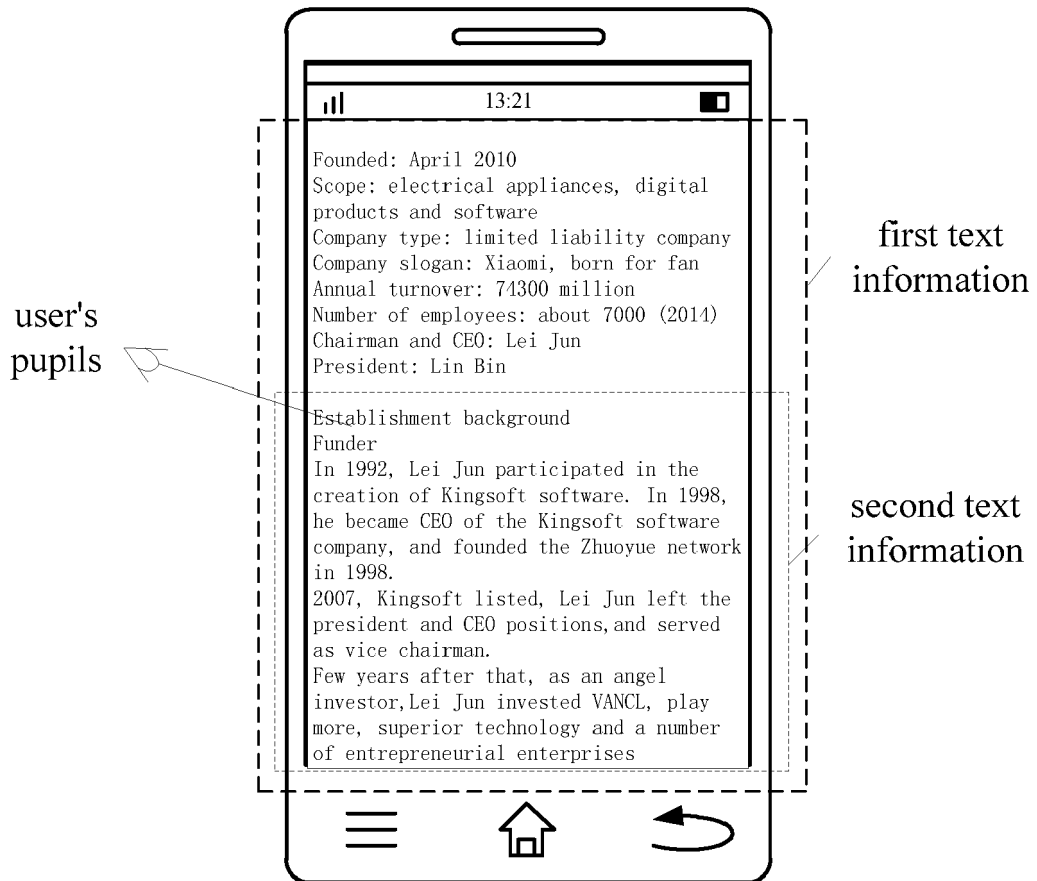 13:21
Founded: April 2010
Scope: electrical appliances, digital
products and software
Company type: limited liability company
Company slogan: Xiaomi, born for fan
Annual turnover: 74300 million
Number of employees: about 7000 (2014)
Chairman and CEO: Lei Jun
President: Lin Bin
Establishment background
Funder
In 1992, Lei Jun participated in the
creation of Kingsoft software. In 1998,
he became CEO of the Kingsoft software
company, and founded the Zhuoyue network
in 1998.
2007, Kingsoft listed, Lei Jun left the
president and CEO positions,and served
as vice chairman.
Few years after that, as an angel
investor,Lei Jun invested VANCL, play
more, superior technology and a number
of entrepreneurial enterprises
user's
pupils
first text
information
second text
information